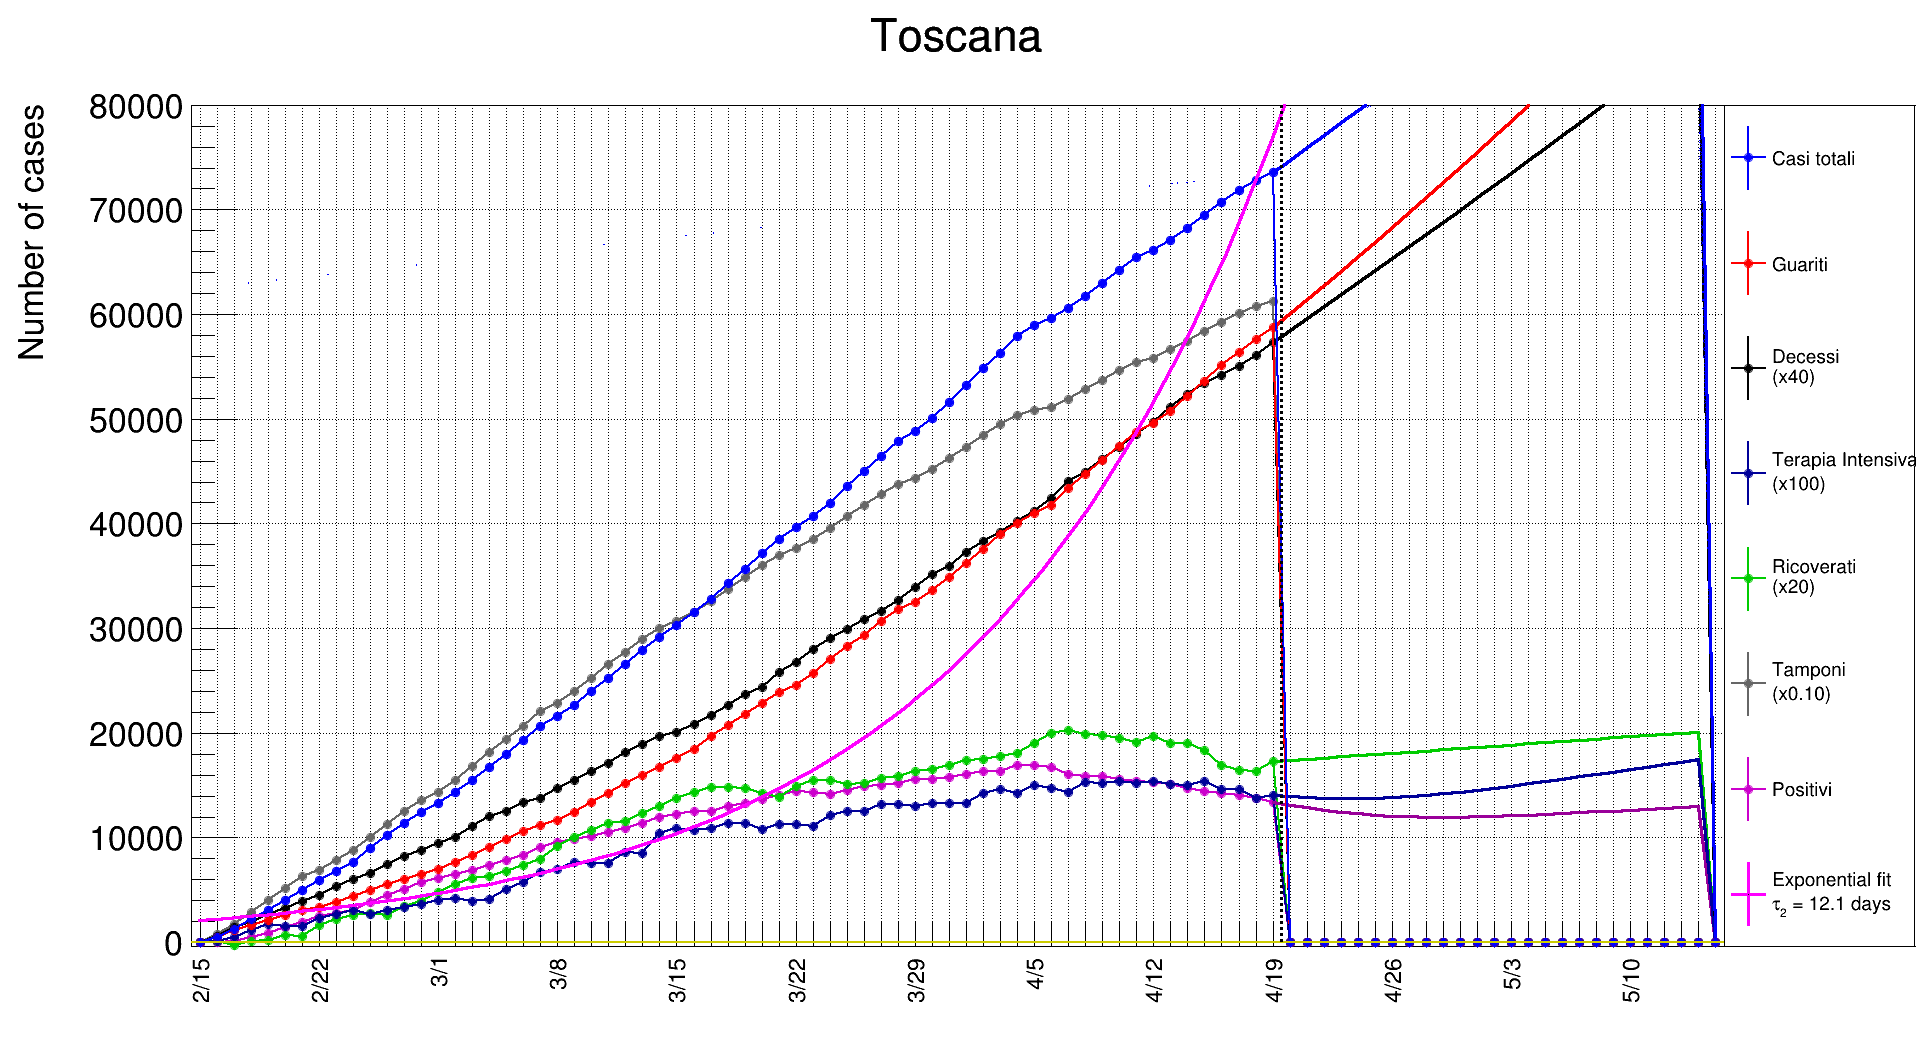 Toscana
Number of cases
80000
70000
60000
50000
40000
30000
20000
10000
0
2/15
2/22
3/1
3/8
3/15
3/22
3/29
4/5
4/12
4/19
4/26
5/3
5/10
Casi totali
Guariti
Decessi
(x40)
Terapia Intensiva
(x100)
Ricoverati
(x20)
Tamponi
(x0.10)
Positivi
Exponential fit
τ2 = 12.1 days